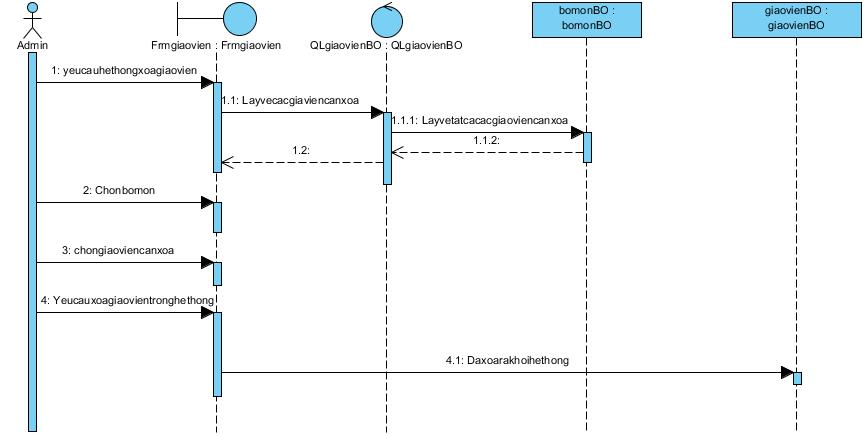 bomonBO :
bomonBO
giaovienBO :
giaovienBO
Admin
Frmgiaovien : Frmgiaovien
QLgiaovienBO : QLgiaovienBO
1: yeucauhethongxoagiaovien
1.1: Layvecacgiaviencanxoa
1.1.1: Layvetatcacacgiaoviencanxoa
1.1.2:
1.2:
2: Chonbomon
3: chongiaoviencanxoa
4: Yeucauxoagiaovientronghethong
4.1: Daxoarakhoihethong